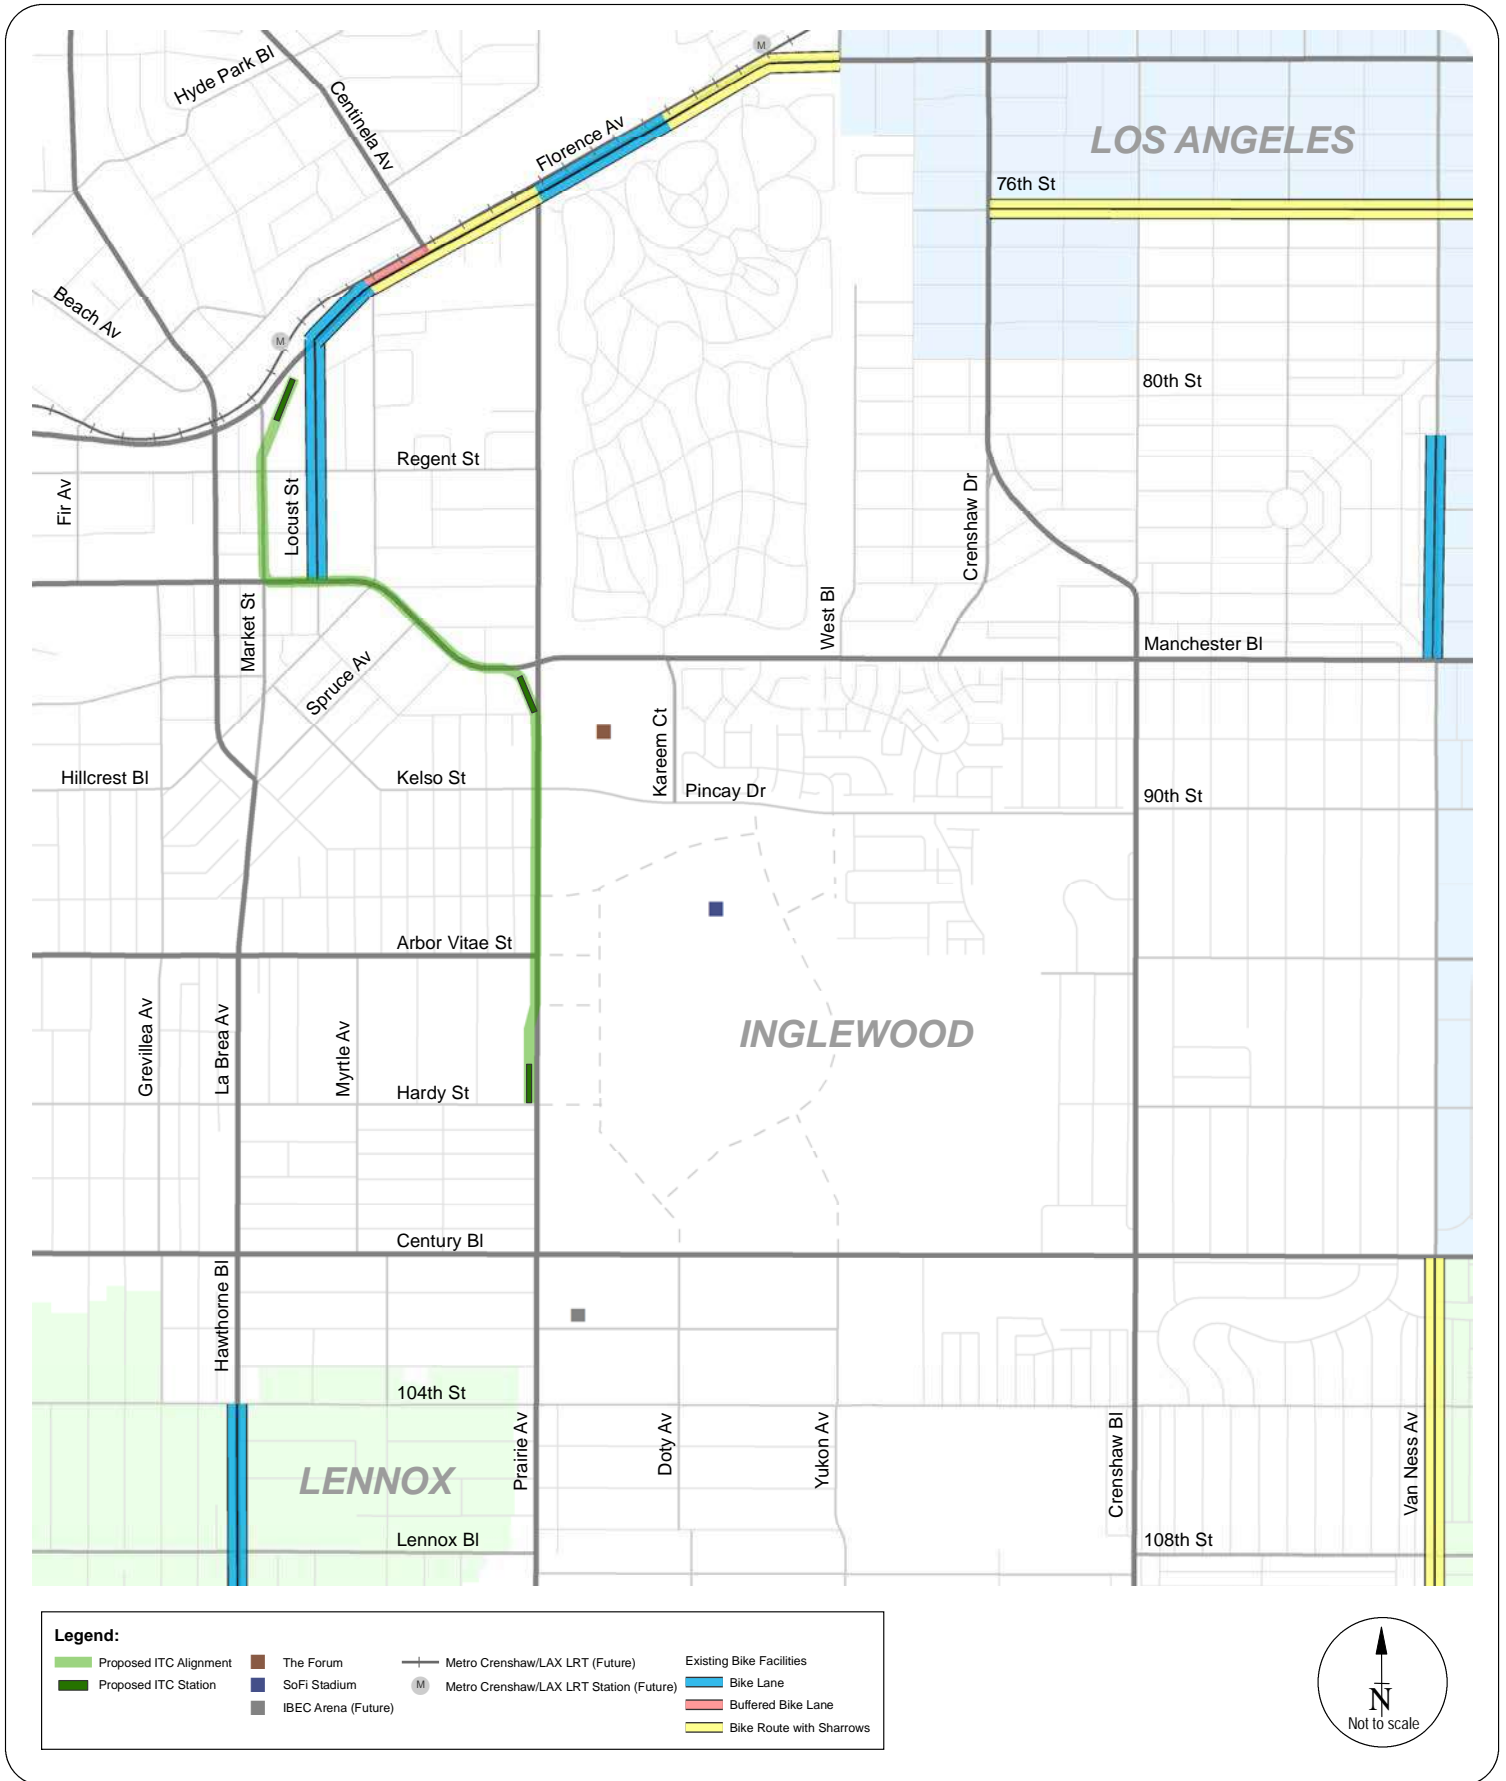 M
Hyde Park Bl
Centinela Av
Florence Av
LOS ANGELES
76th St
Beach Av
M
80th St
Regent St
Fir Av
Locust St
Crenshaw Dr
Market St
West Bl
Manchester Bl
Spruce Av
Kareem Ct
Hillcrest Bl
Kelso St
Pincay Dr
90th St
Arbor Vitae St
Grevillea Av
La Brea Av
Myrtle Av
INGLEWOOD
Hardy St
Century Bl
Hawthorne Bl
104th St
Prairie Av
Doty Av
Yukon Av
Crenshaw Bl
Van Ness Av
LENNOX
Lennox Bl
108th St
Legend:
Proposed ITC Alignment
Proposed ITC Station
The Forum
SoFi Stadium
IBEC Arena (Future)
Metro Crenshaw/LAX LRT (Future)
M Metro Crenshaw/LAX LRT Station (Future)
Existing Bike Facilities
Bike Lane
Buffered Bike Lane
Bike Route with Sharrows
N
Not to scale